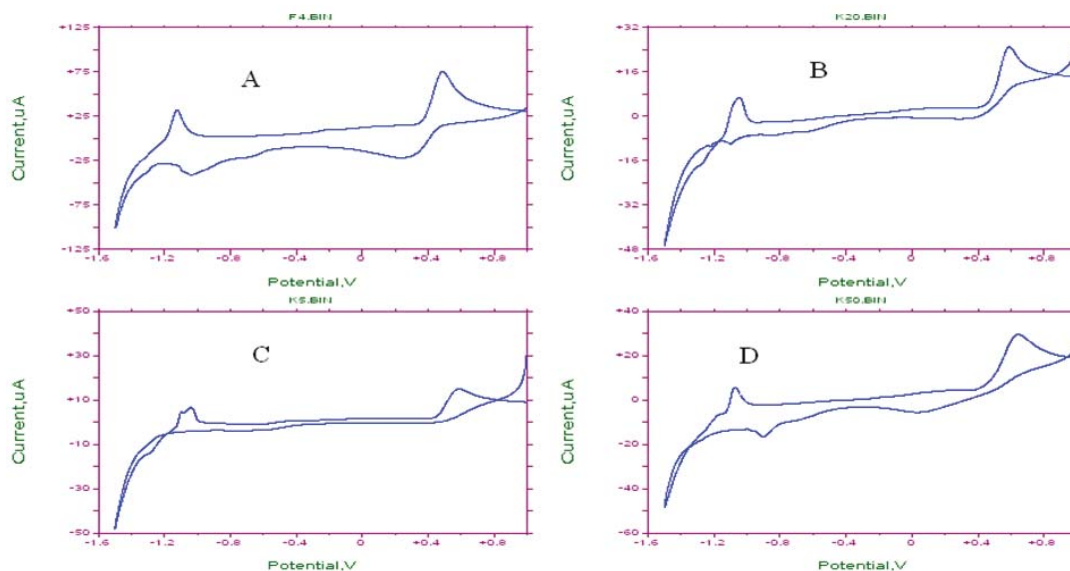 F4.BIN
+125
+75
+25
-25
-75
-125
Current,uA
A
-1.6 -1.2 -0.8 -0.4 0 +0.4 +0.8
Potential,V
K20.BIN
+32
+16
0
-16
-32
-48
Current,uA
B
-1.6 -1.2 -0.8 -0.4 0 +0.4 +0.8
Potential,V
K5.BIN
+50
+30
+10
-10
-30
-50
Current,uA
C
-1.6 -1.2 -0.8 -0.4 0 +0.4 +0.8
Potential,V
K50.BIN
+40
+20
0
-20
-40
-60
Current,uA
D
-1.6 -1.2 -0.8 -0.4 0 +0.4 +0.8
Potential,V